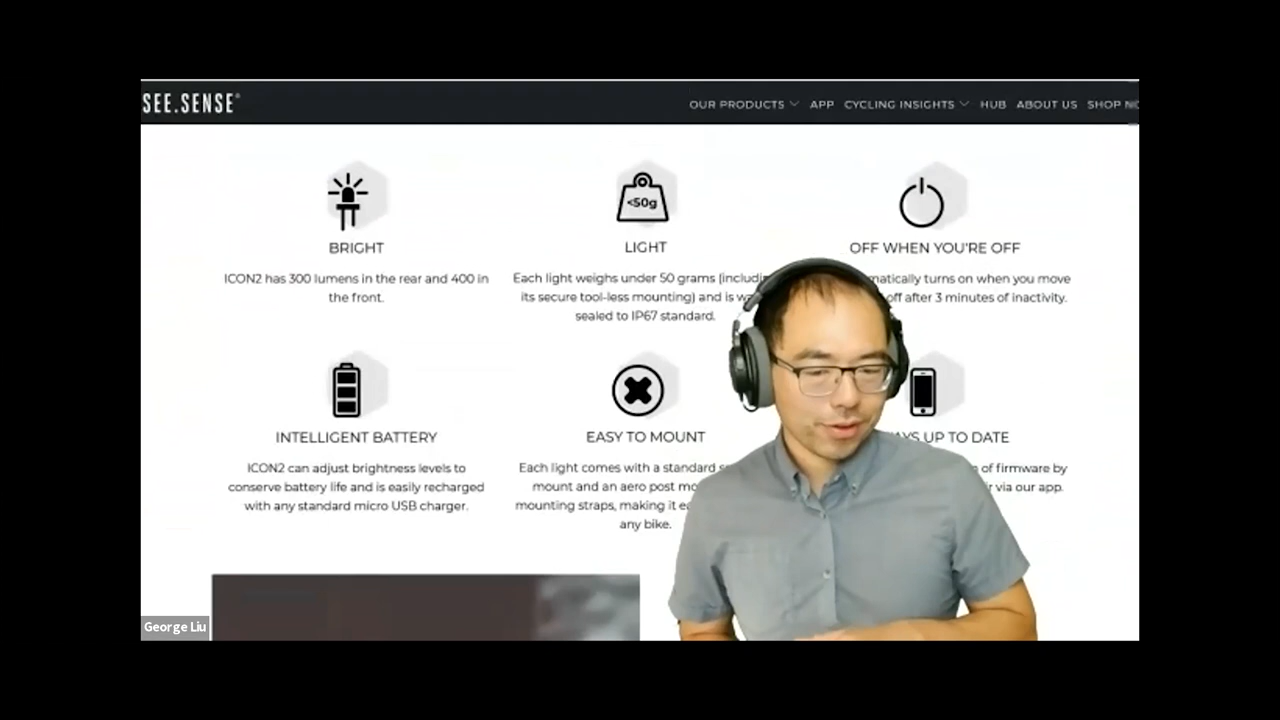 SEE.SENSE®
OUR PRODUCTS APP CYCLING INSIGHTS HUB ABOUT US SHOP
<50g
BRIGHT
ICON2 has 300 lumens in the rear and 400 in
the front.
LIGHT
Each light weighs under 50 grams
its secure tool-less mounting) and is
sealed to IP67 standard.
OFF WHEN YOU'RE OFF
turns on when you move
off after 3 minutes of inactivity.
INTELLIGENT BATTERY
ICON2 can adjust brightness levels to
conserve battery life and is easily recharged
with any standard micro USB charger.
EASY TO MOUNT
Each light comes with a standard
mount and an aero post
mounting straps, making it
any bike.
UP TO DATE
of firmware by
via our app.
George Liu